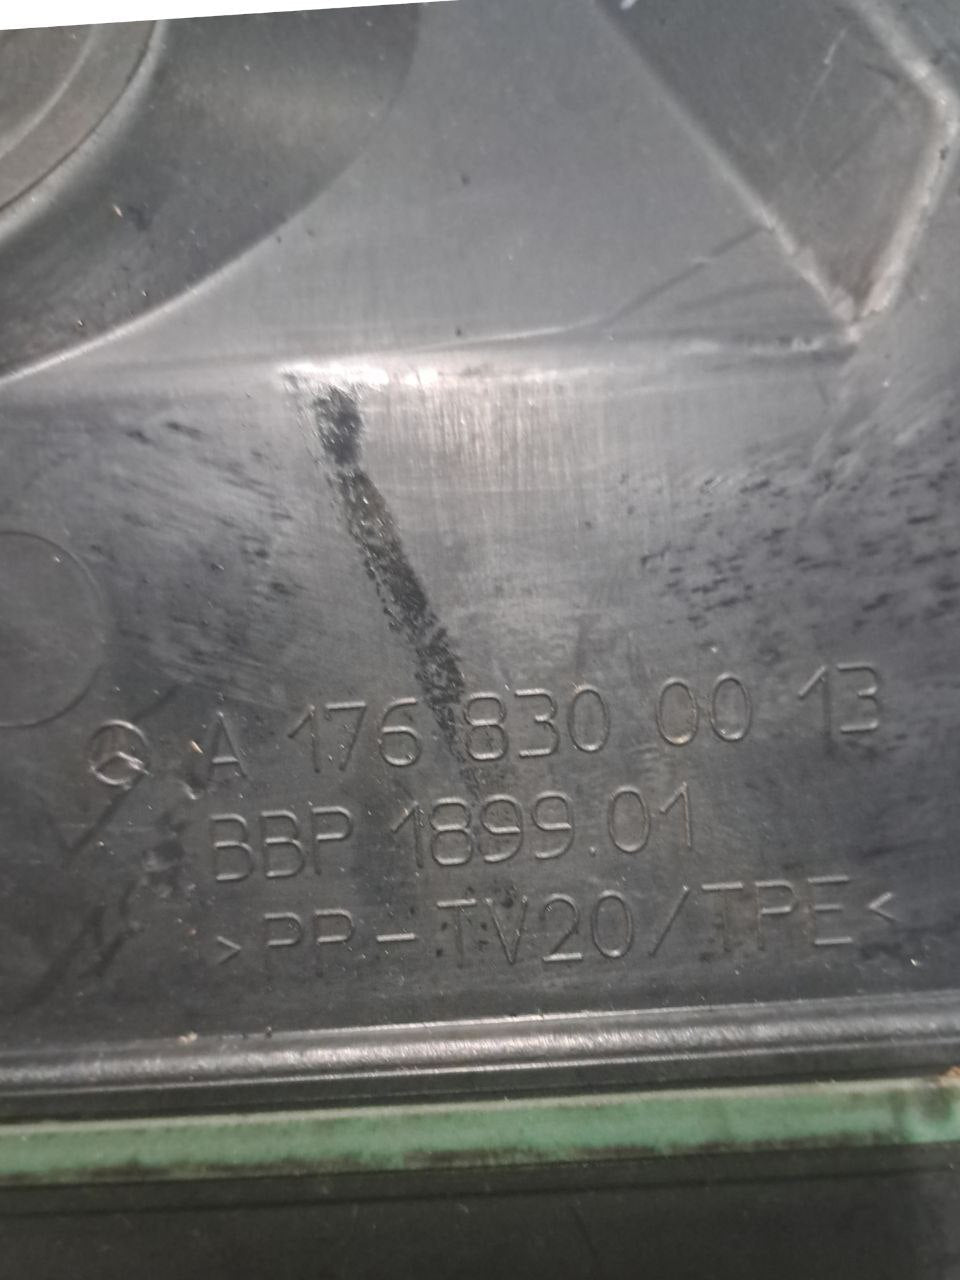 A 176 830 00 13
BBP 1899.01
>PP-TV20/TPE<